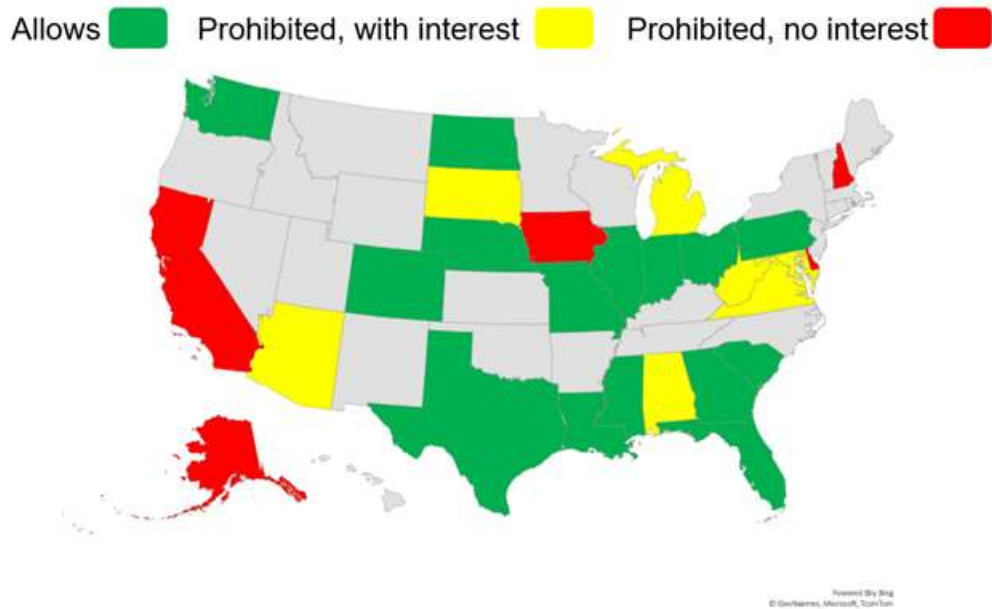 Allows Prohibited, with interest Prohibited, no interest
Powered By Bing
© GeoNames, Microsoft, TomTom